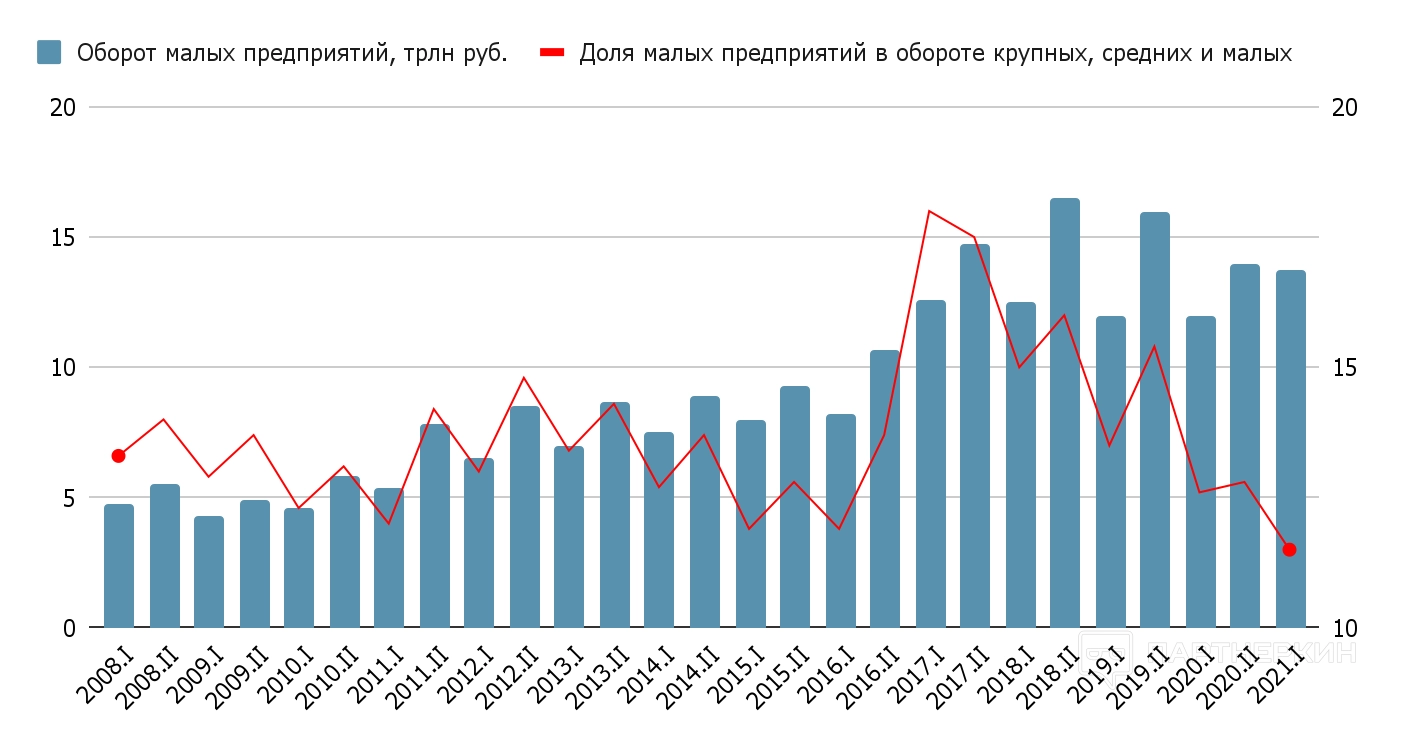 Оборот малых предприятий, трлн руб.
Доля малых предприятий в обороте крупных, средних и малых
20
20
15
10
15
5
0
10
2008.I
2008.II
2009.I
2009.II
2010.I
2010.II
2011.I
2011.II
2012.I
2012.II
2013.I
2013.II
2014.I
2014.II
2015.I
2015.II
2016.I
2016.II
2017.I
2017.II
2018.I
2018.II
2019.I
2019.II
2020.I
2020.II
2021.I
ПАРТНЕРКИН